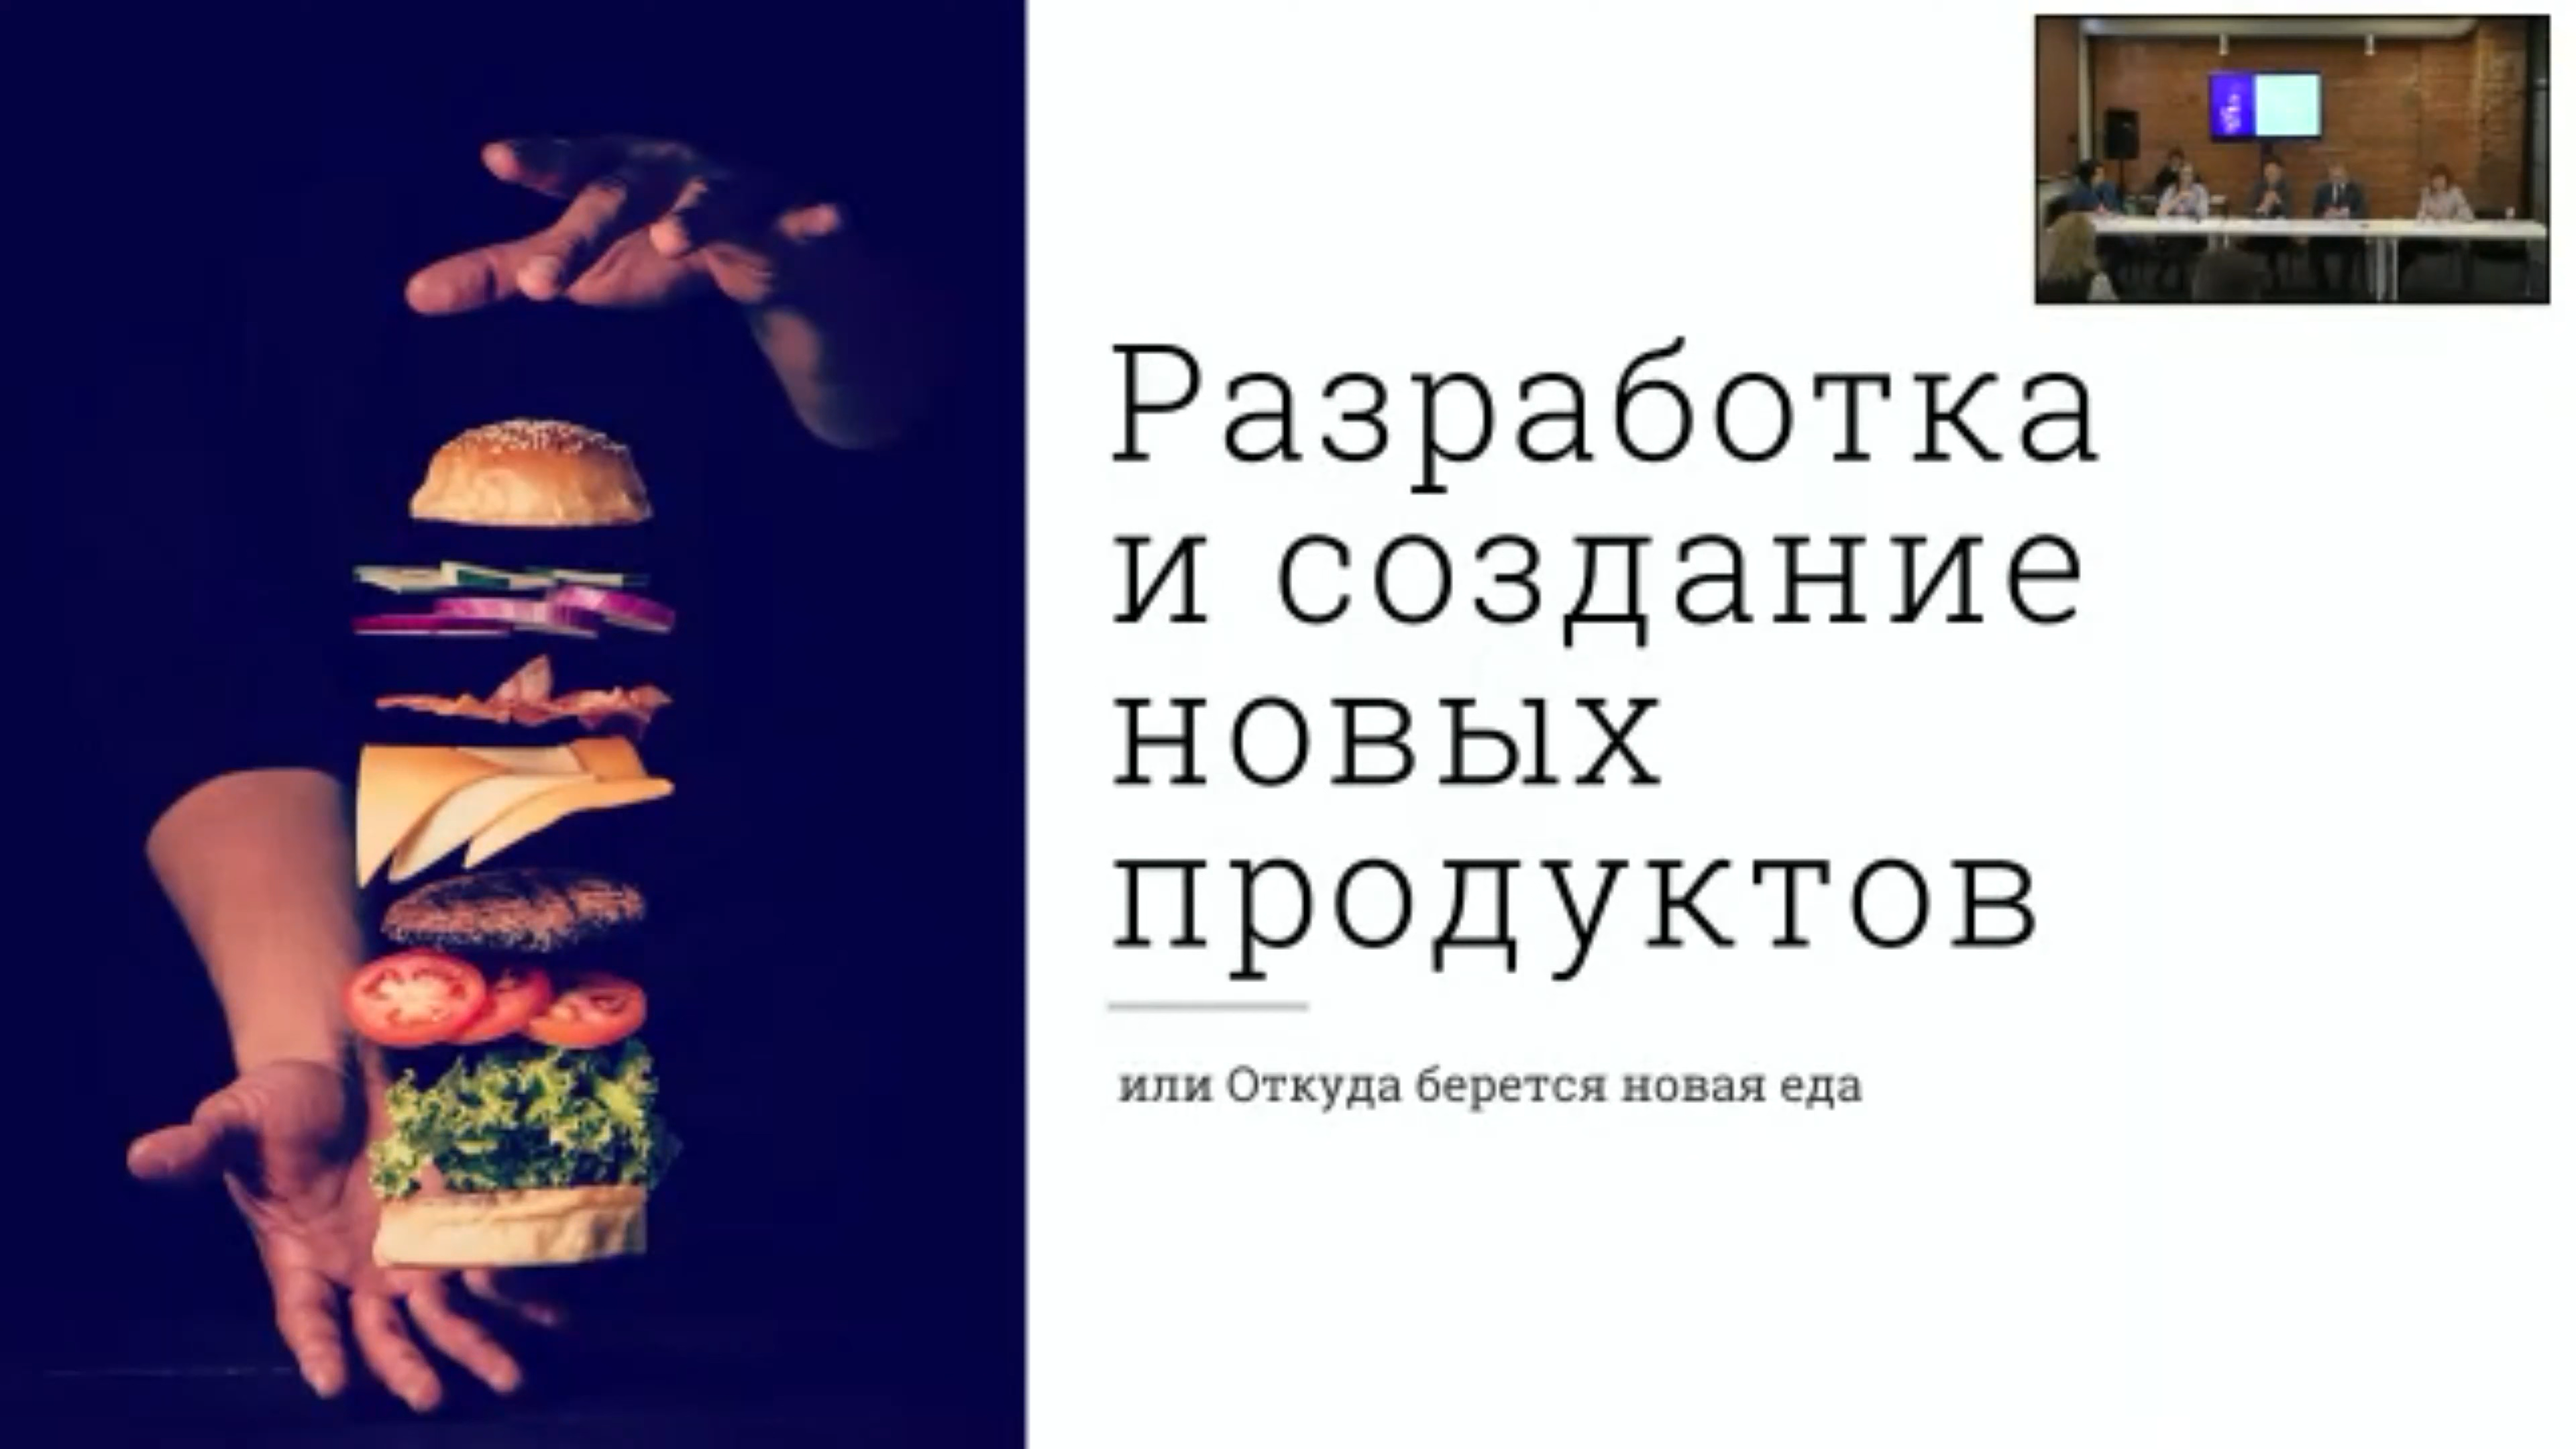 Разработка
и создание
новых
продуктов
или Откуда берется новая еда